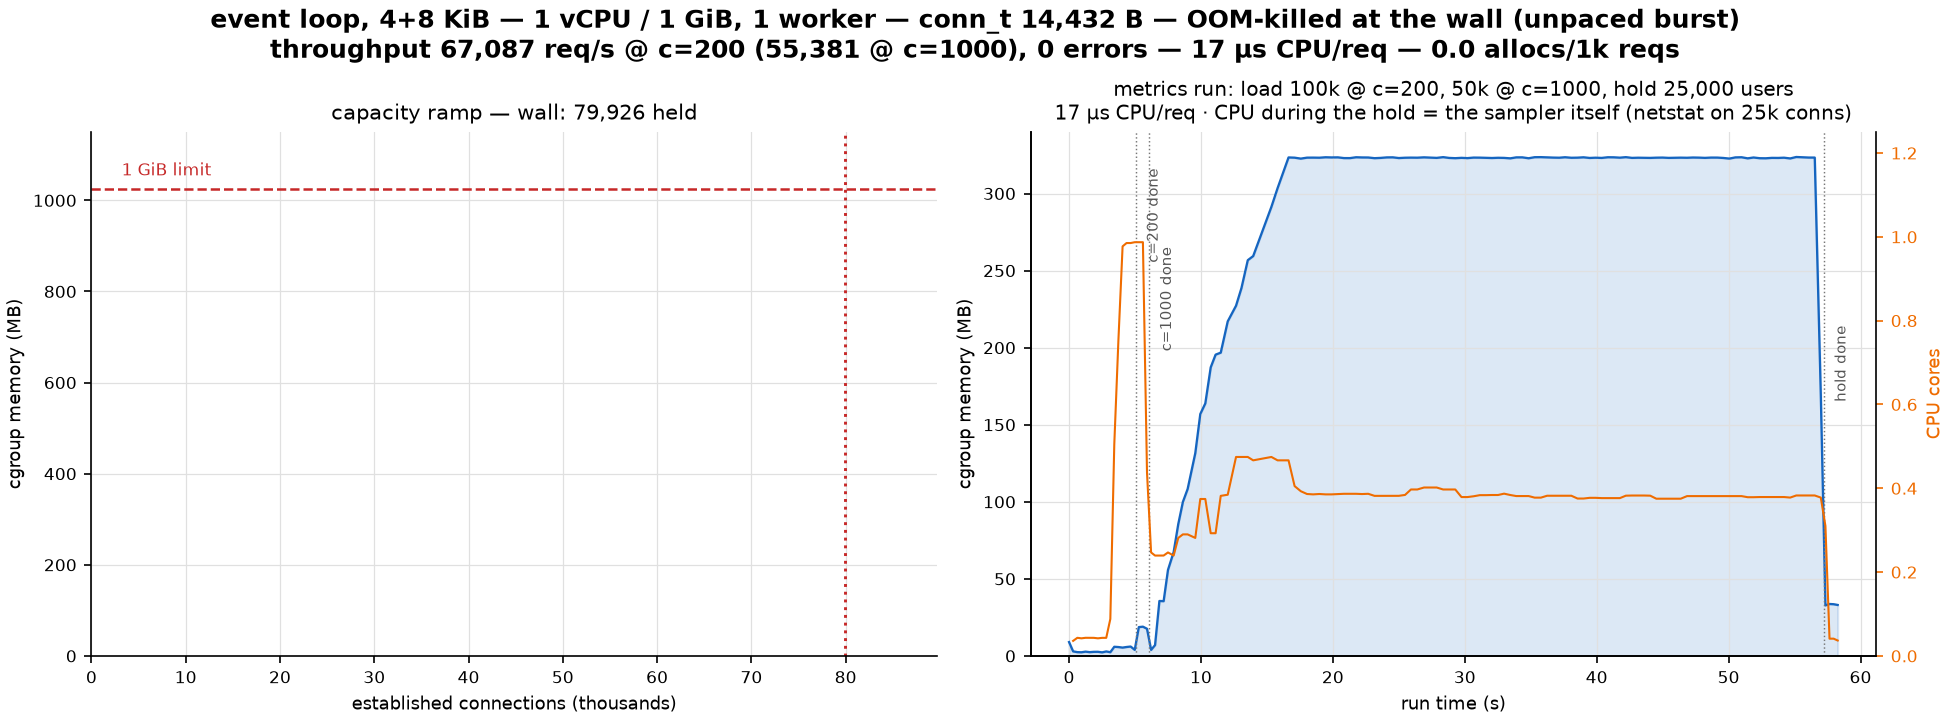 event loop, 4+8 KiB — 1 vCPU / 1 GiB, 1 worker — conn_t 14,432 B — OOM-killed at the wall (unpaced burst)
throughput 67,087 req/s @ c=200 (55,381 @ c=1000), 0 errors — 17 µs CPU/req — 0.0 allocs/1k reqs
capacity ramp — wall: 79,926 held
1 GiB limit
1000
800
600
400
200
0
cgroup memory (MB)
0 10 20 30 40 50 60 70 80
established connections (thousands)
metrics run: load 100k @ c=200, 50k @ c=1000, hold 25,000 users
17 µs CPU/req · CPU during the hold = the sampler itself (netstat on 25k conns)
300
250
200
150
100
50
0
cgroup memory (MB)
c=200 done
c=1000 done
hold done
1.2
1.0
0.8
0.6
0.4
0.2
0.0
CPU cores
0 10 20 30 40 50 60
run time (s)